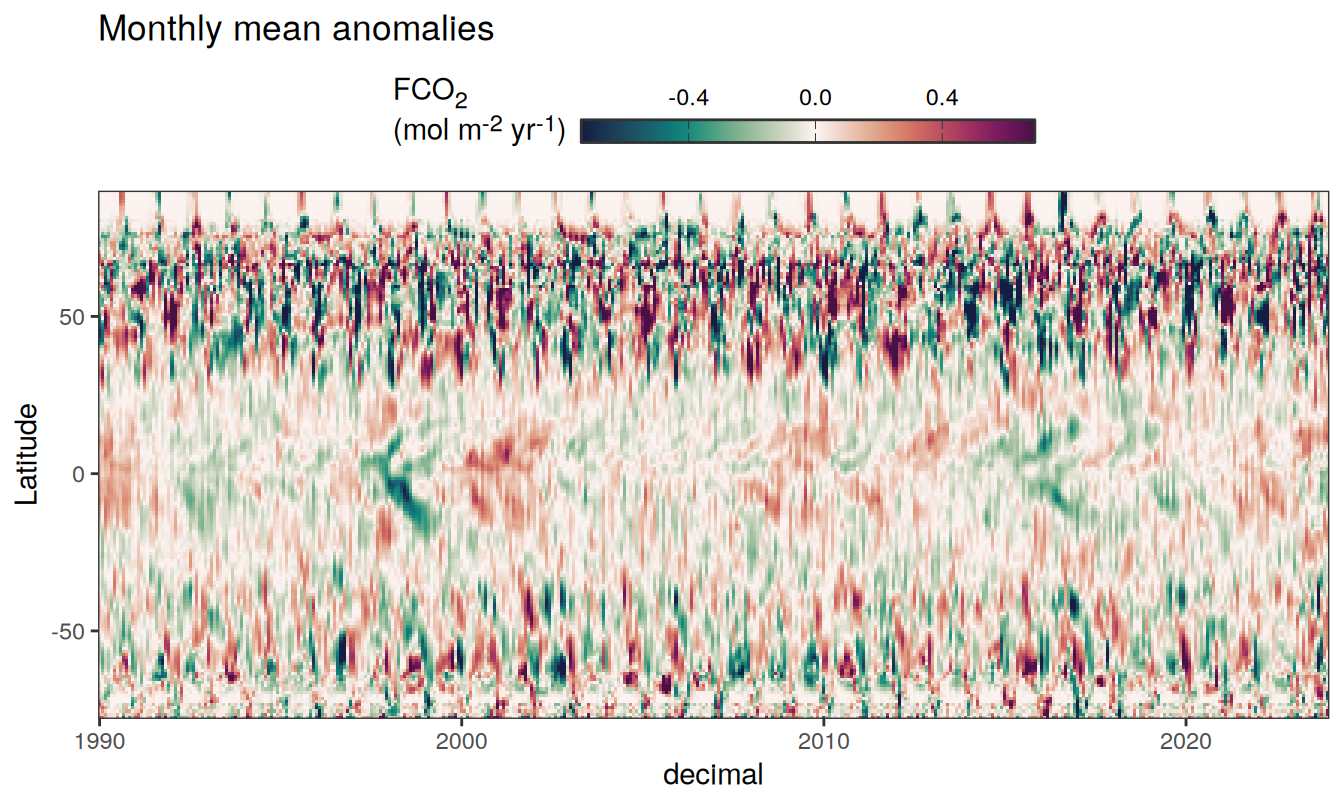 Monthly mean anomalies
FCO₂
(mol m⁻² yr⁻¹)
-0.4 0.0 0.4
Latitude
50
0
-50
1990 2000 2010 2020
decimal